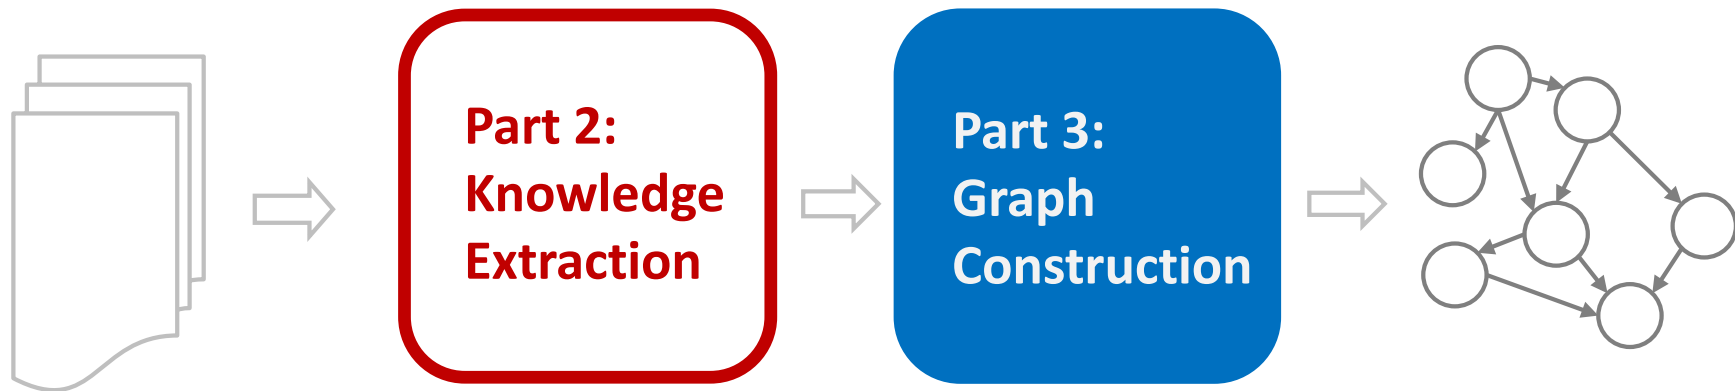 Part 2:
Knowledge
Extraction
Part 3:
Graph
Construction